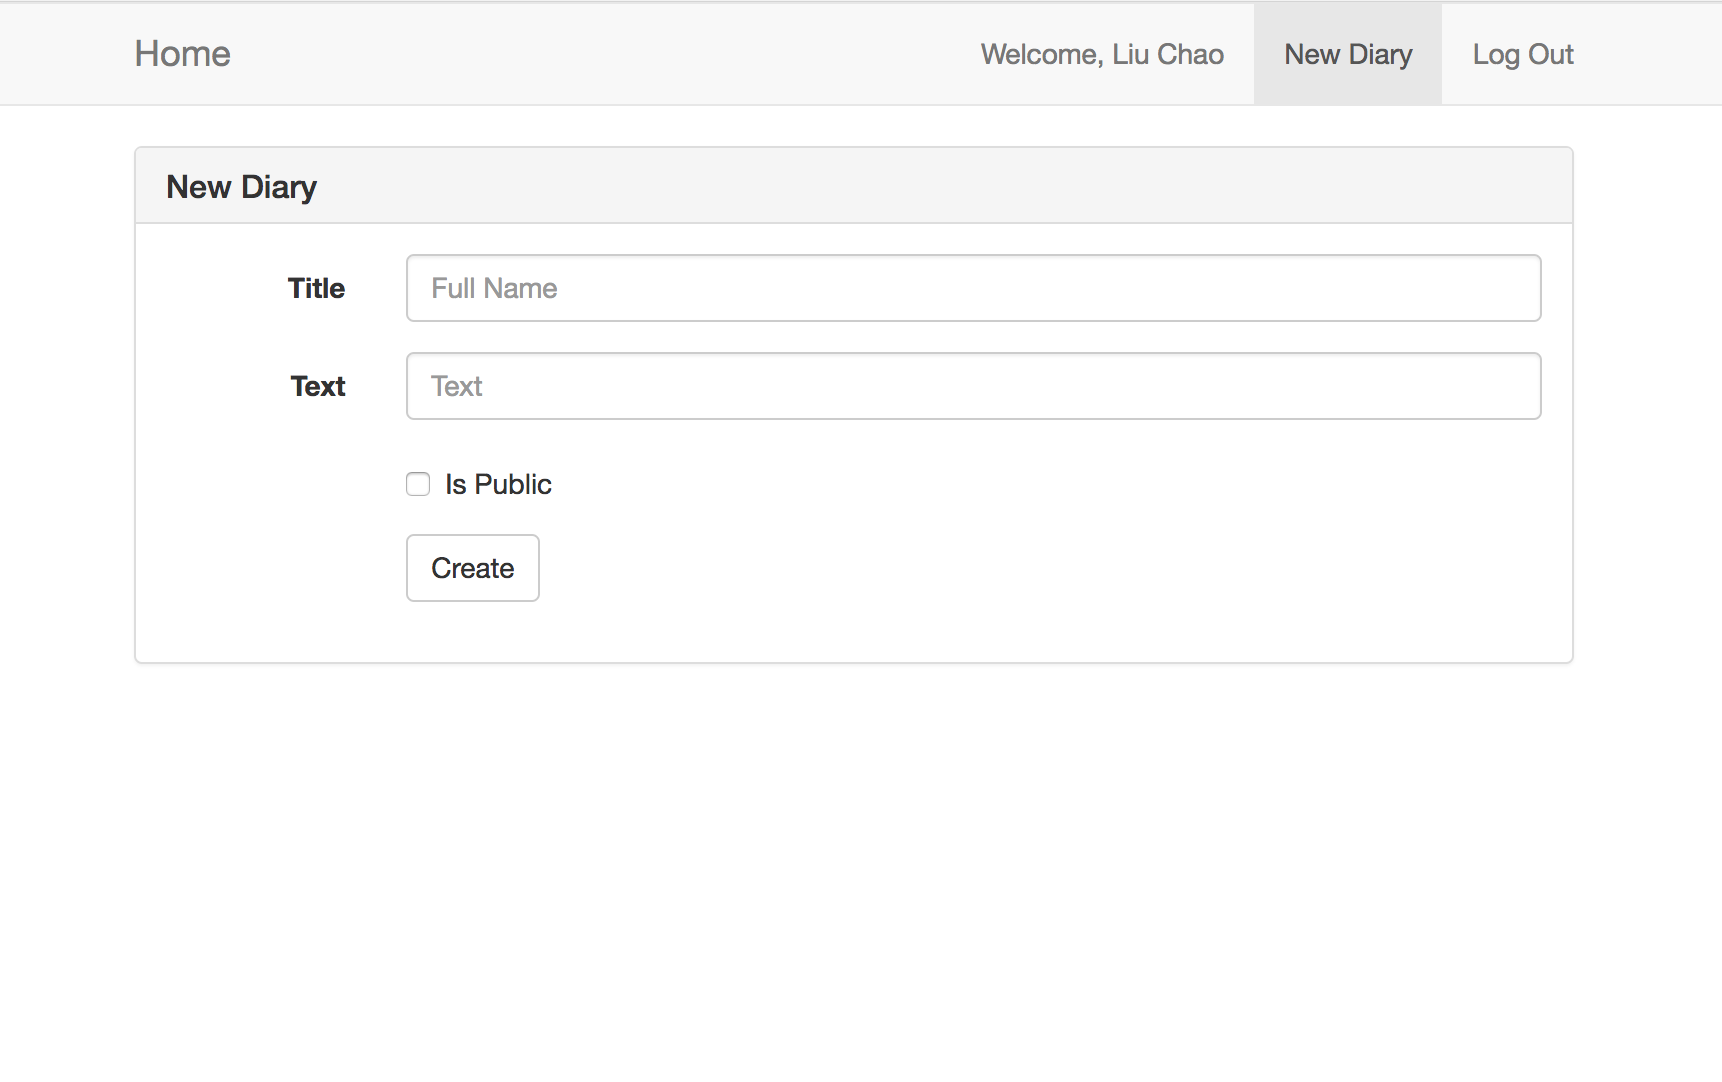 Home Welcome, Liu Chao New Diary Log Out
New Diary
Title Full Name
Text Text
Is Public
Create